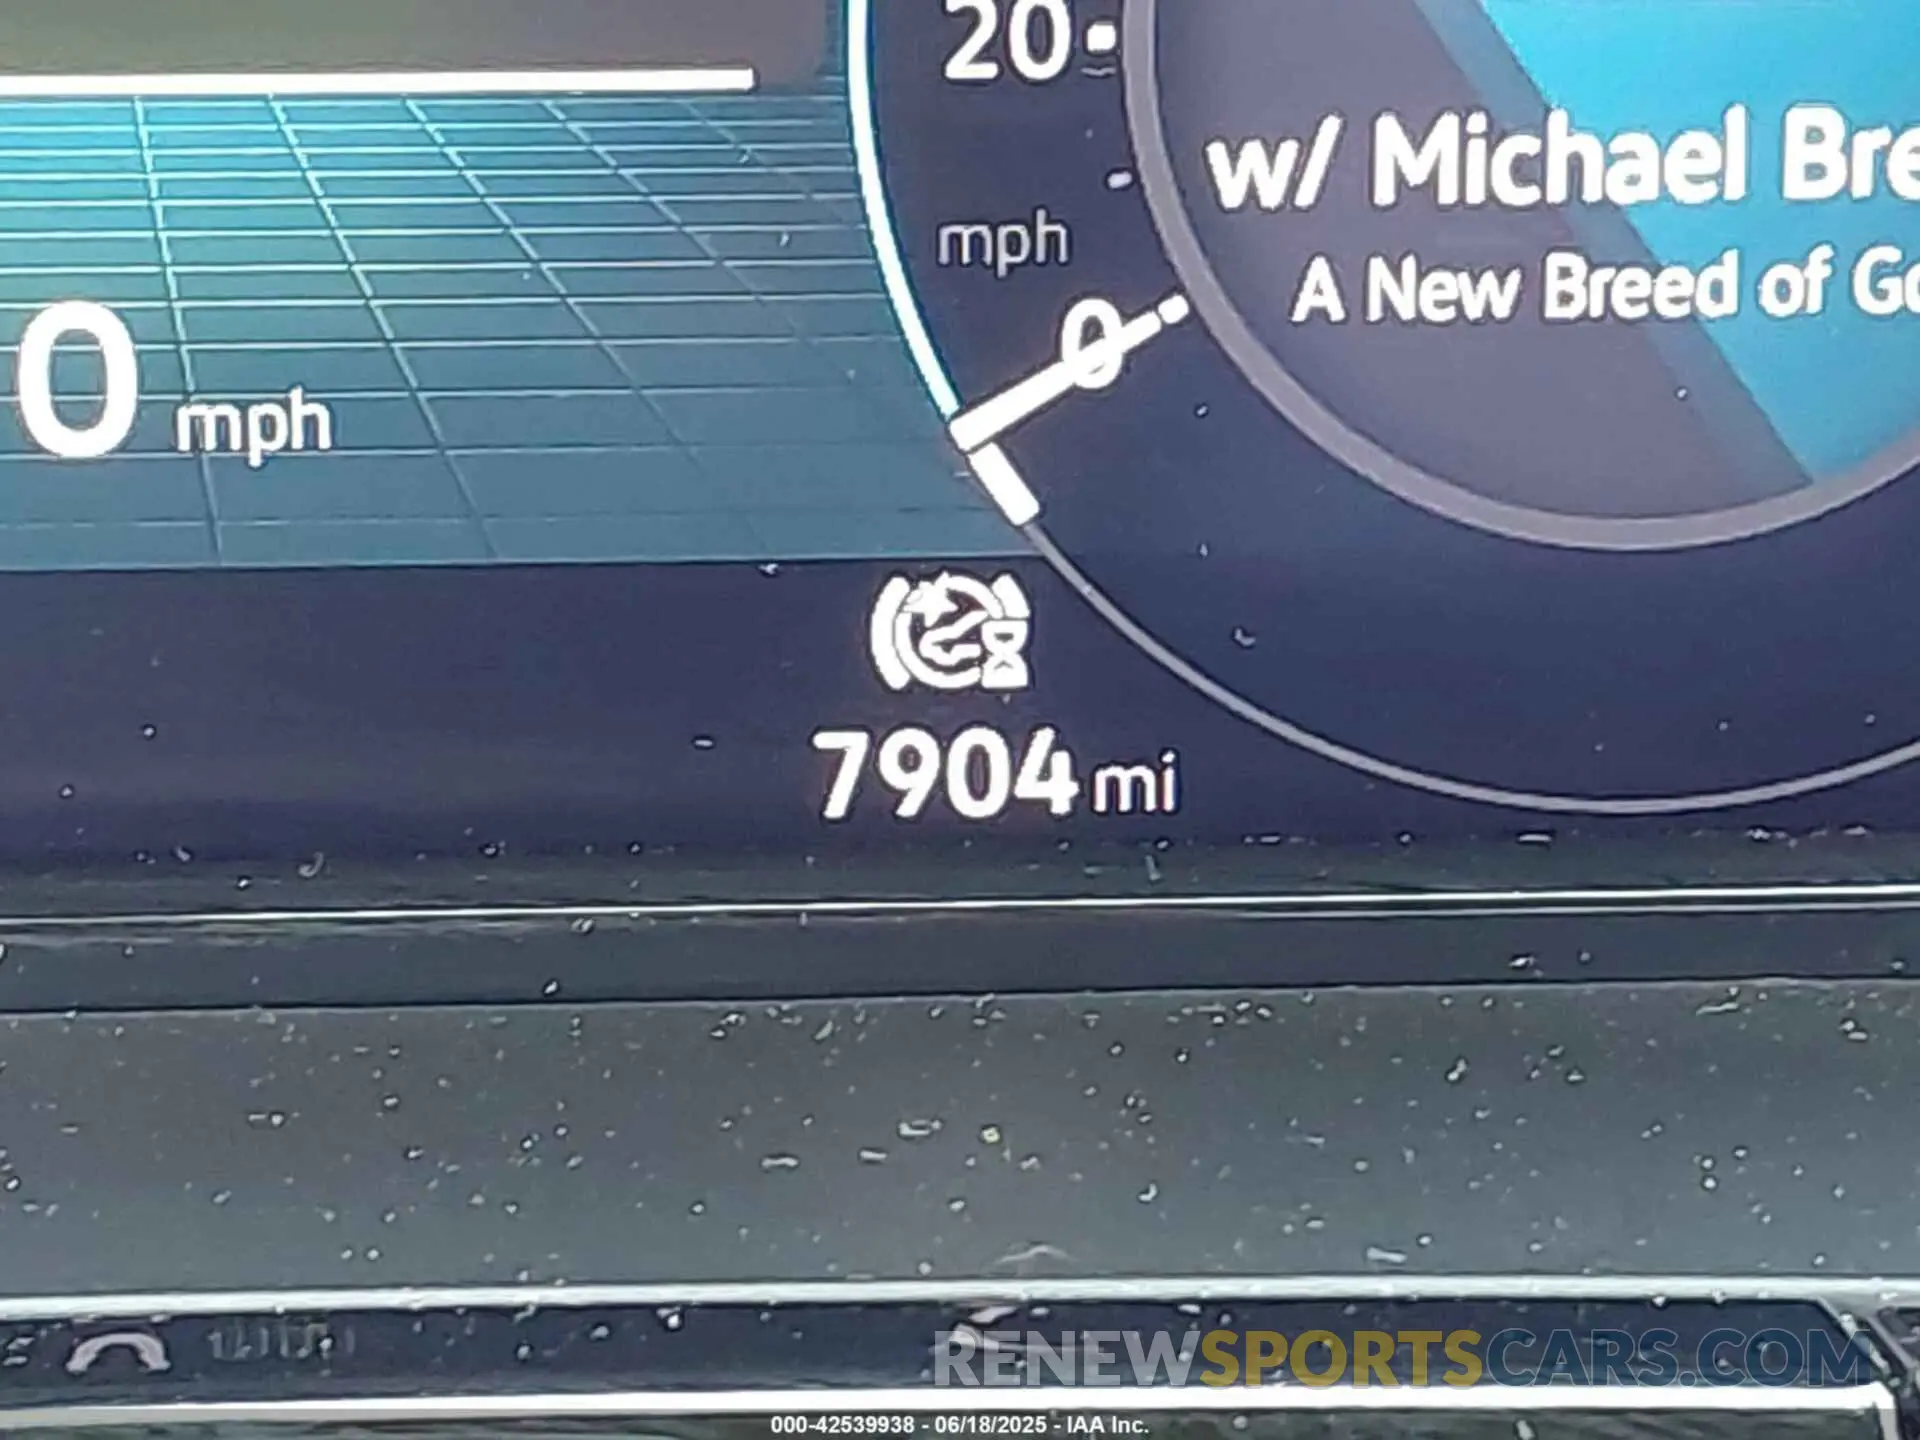 20
w/ Michael Bre
mph
A New Breed of Go
0
0 mph
7904 mi
RENEWSPORTSCARS.COM
000-42539938 - 06/18/2025 - IAA Inc.